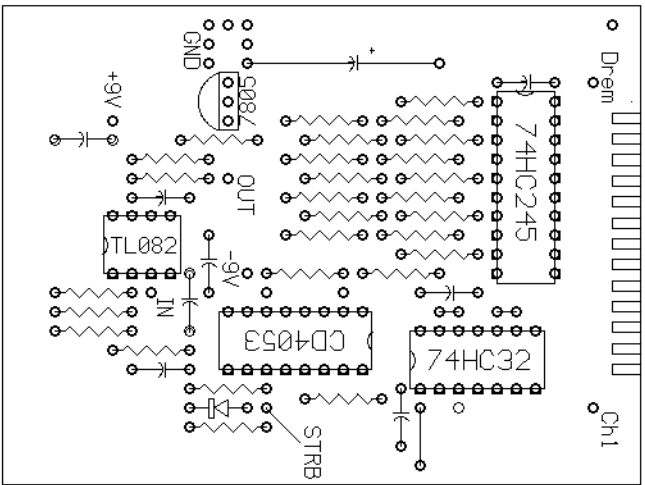 GND
+9V
7805
Drem
74HC245
OUT
TL082
-9V
IN
CD4053
74HC32
STRB
Ch1
+